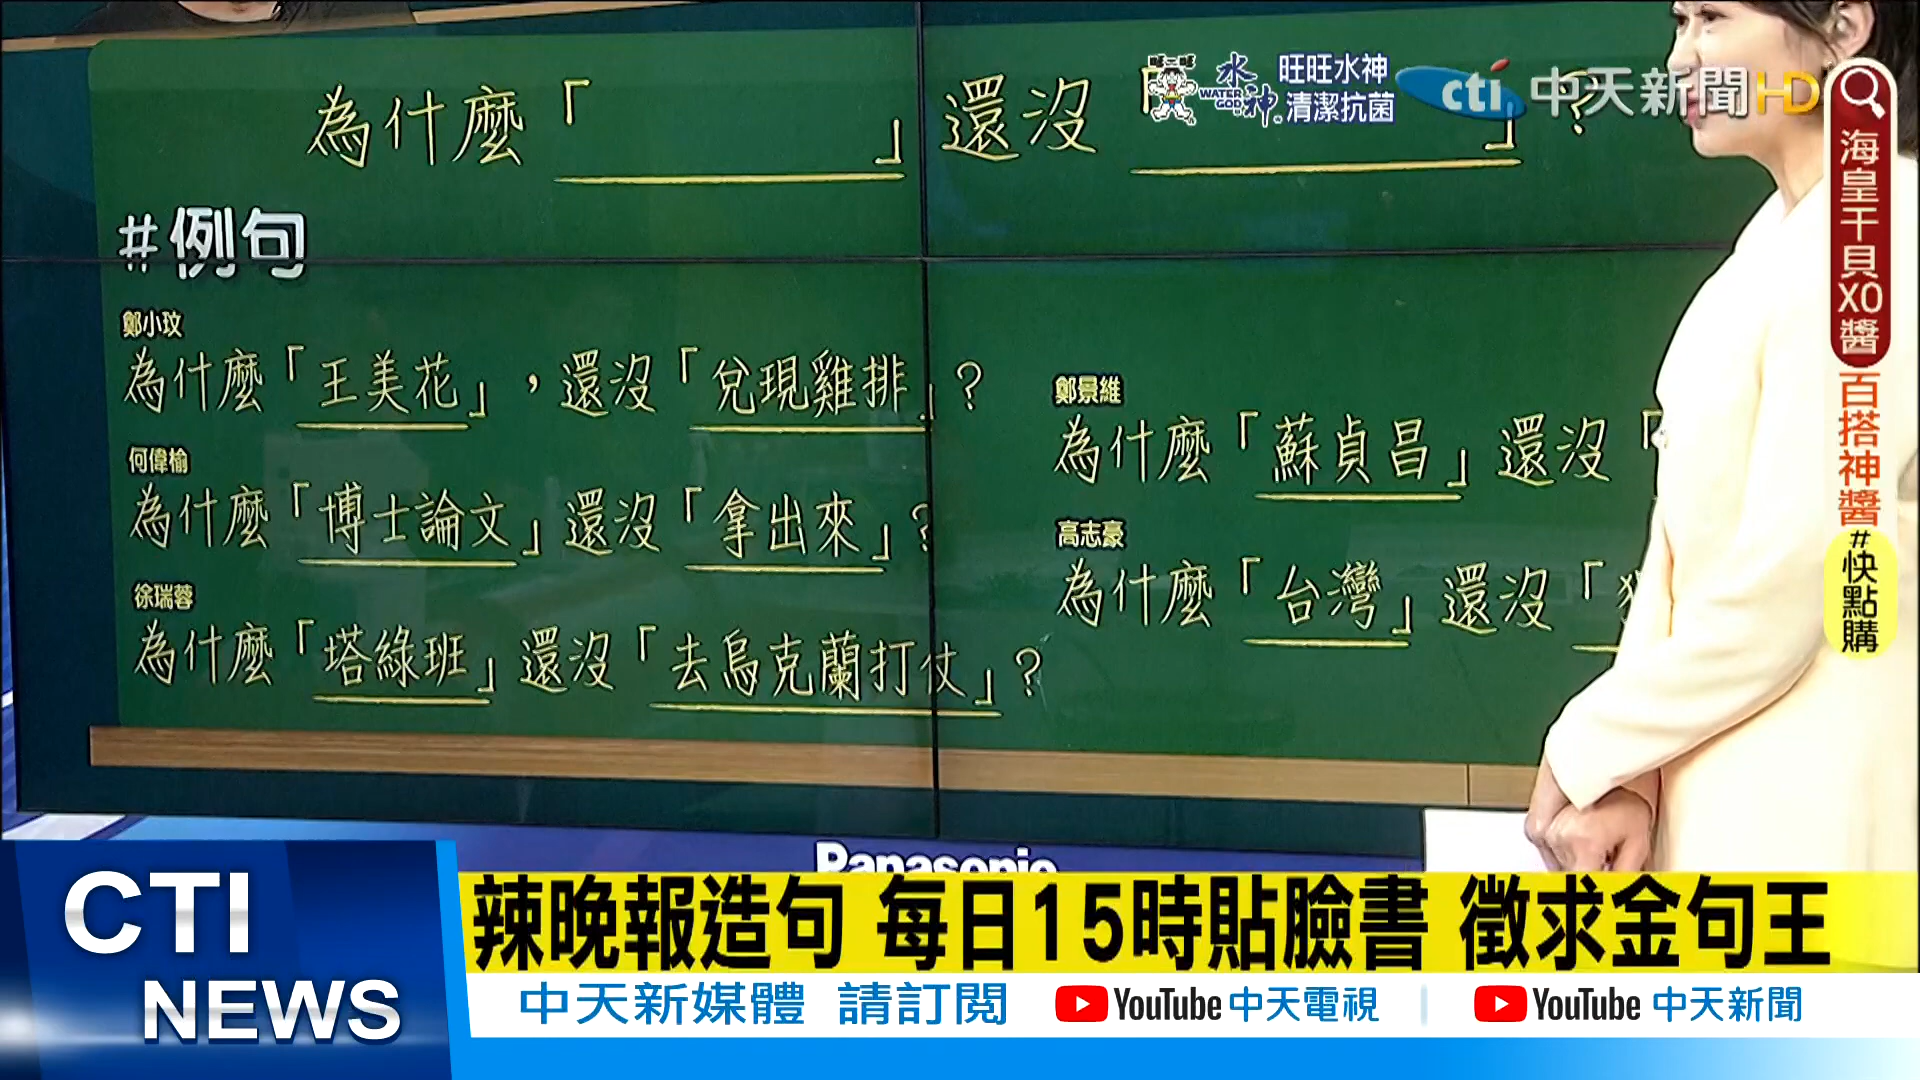 為什麼「 」還沒「 」?
旺旺水神
水神
WATER GOD
清潔抗菌
cti 中天新聞HD
#例句
鄭小玟
為什麼「王美花」,還沒「兌現雞排」?
何偉榆
為什麼「博士論文」還沒「拿出來」?
徐瑞蓉
為什麼「塔綠班」還沒「去烏克蘭打仗」?
鄭景維
為什麼「蘇貞昌」還沒「
高志豪
為什麼「台灣」還沒「
海皇干貝XO醬
百搭神醬
#快點購
Panasonic
CTI NEWS
辣晚報造句 每日15時貼臉書 徵求金句王
中天新媒體 請訂閱 YouTube 中天電視 YouTube 中天新聞